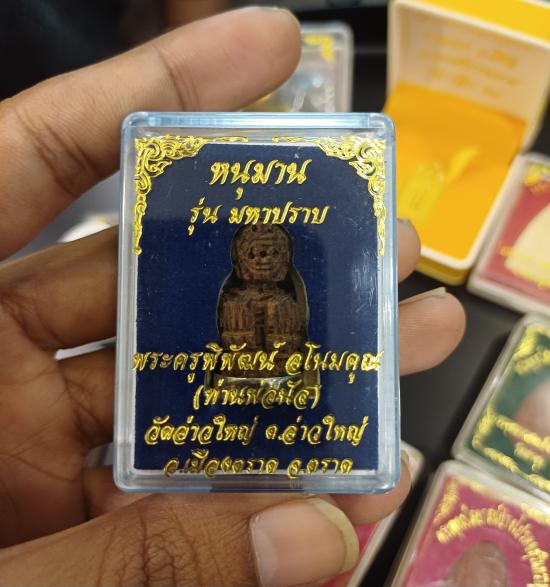 หนุมาน
รุ่น มหาปราบ
พระครูพิพัฒน์ อโนมคุณ
(ท่านพ่อนัส)
วัดอ่าวใหญ่ ต.อ่าวใหญ่
อ.เมืองตราด จ.ตราด